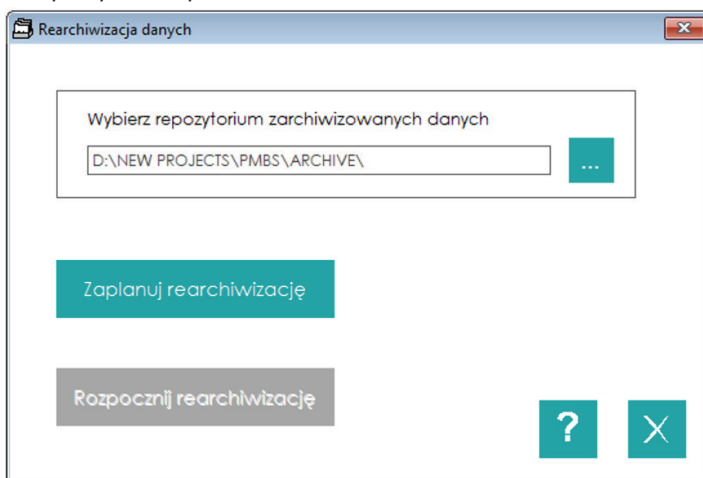 Rearchiwizacja danych
Wybierz repozytorium zarchiwizowanych danych
D:\NEW PROJECTS\PMBS\ARCHIVE\
...
Zaplanuj rearchiwizację
Rozpocznij rearchiwizację
?
X